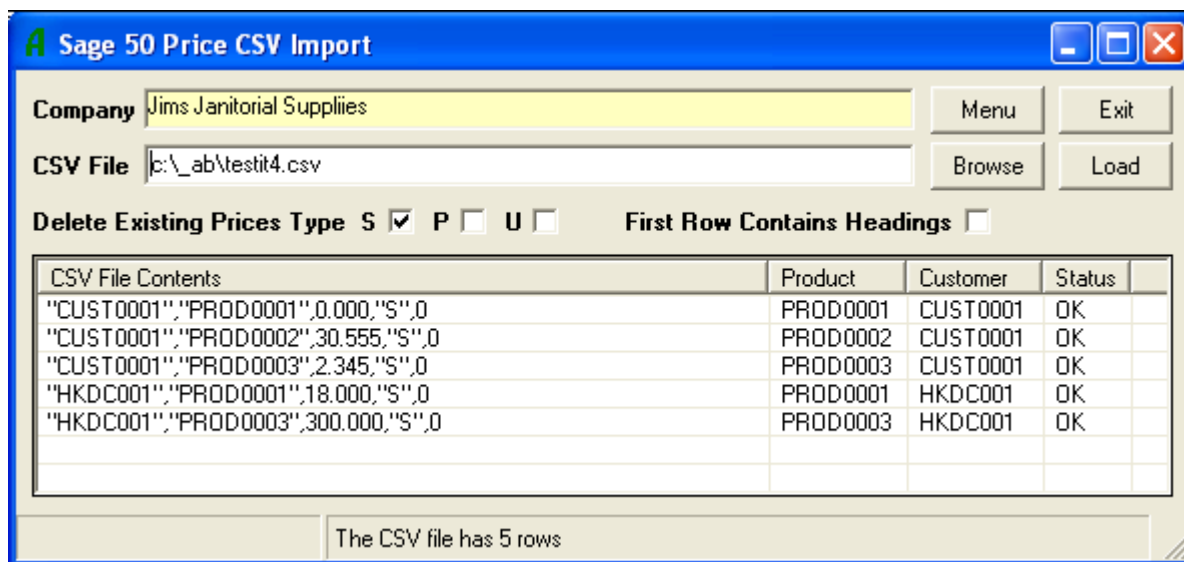 A Sage 50 Price CSV Import
Company Jims Janitorial Suppliies Menu Exit
CSV File c:\_ab\testit4.csv Browse Load
Delete Existing Prices Type S P U First Row Contains Headings
CSV File Contents Product Customer Status
"CUST0001","PROD0001",0.000,"S",0 PROD0001 CUST0001 OK
"CUST0001","PROD0002",30.555,"S",0 PROD0002 CUST0001 OK
"CUST0001","PROD0003",2.345,"S",0 PROD0003 CUST0001 OK
"HKDC001","PROD0001",18.000,"S",0 PROD0001 HKDC001 OK
"HKDC001","PROD0003",300.000,"S",0 PROD0003 HKDC001 OK
The CSV file has 5 rows